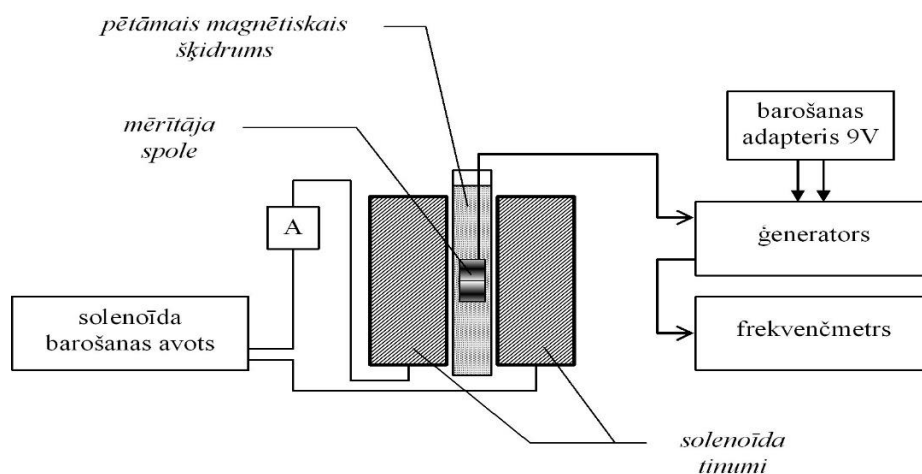 pētāmais magnētiskais
šķidrums
mērītāja
spole
barošanas
adapteris 9V
A
ģenerators
solenoīda
barošanas avots
frekvenčmetrs
solenoīda
tinumi